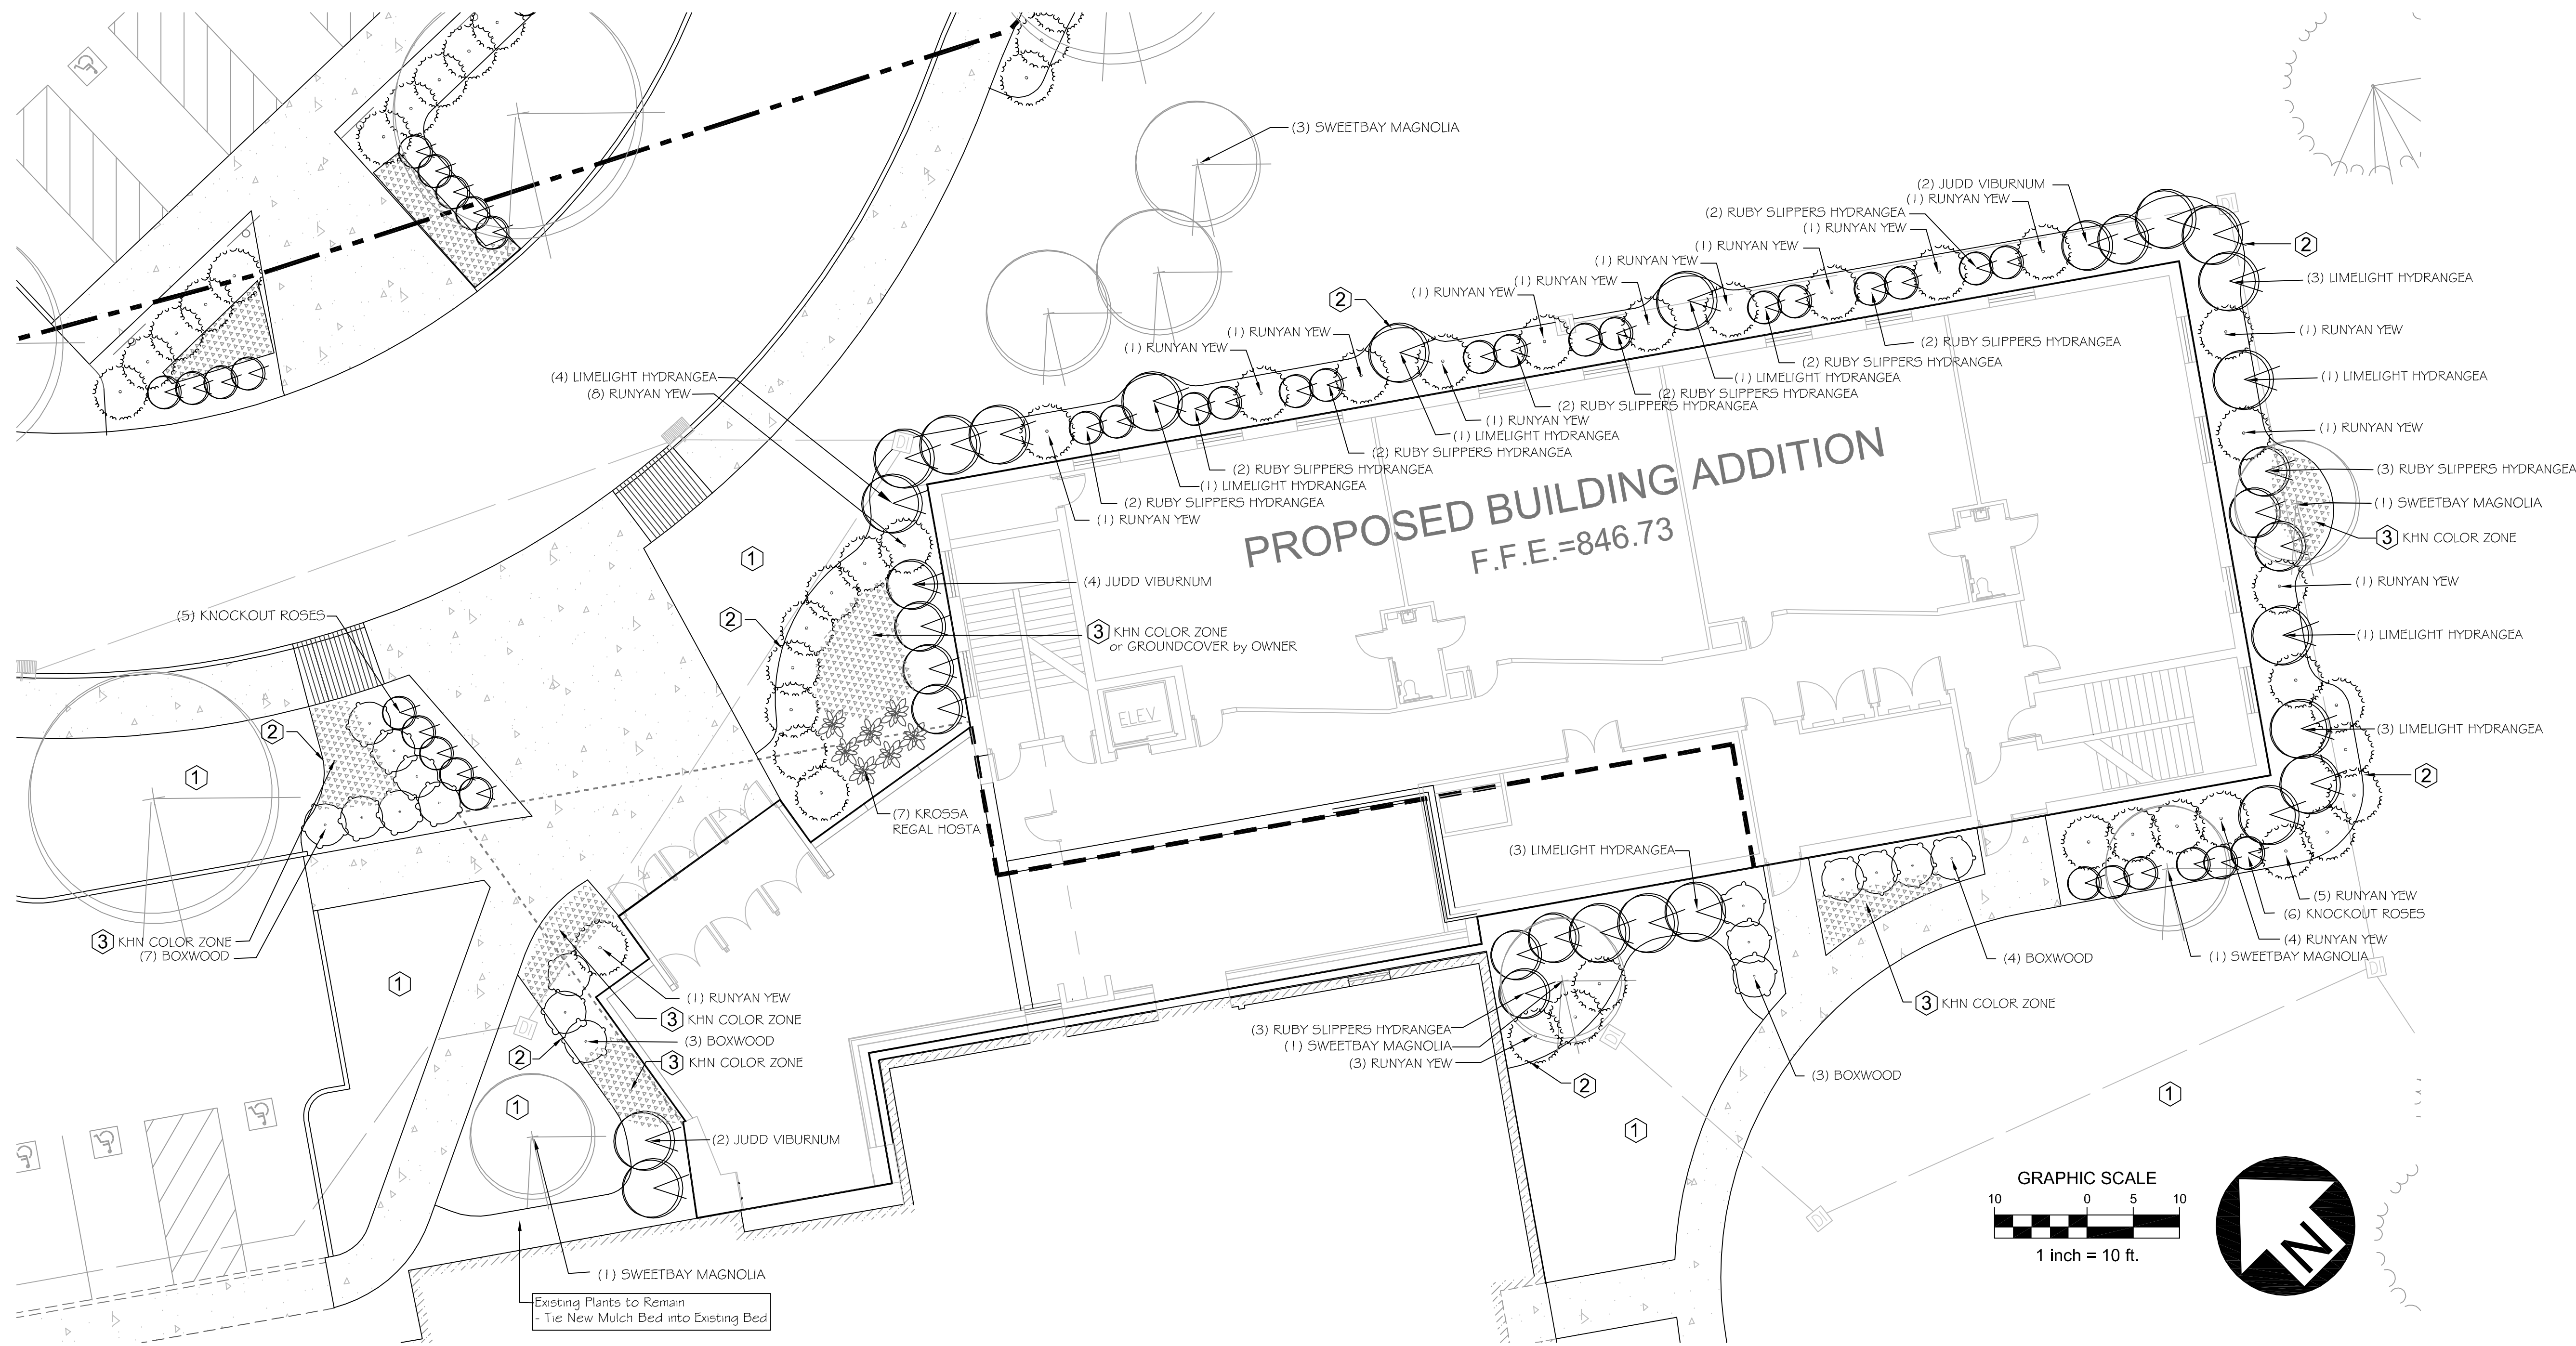 (3) SWEETBAY MAGNOLIA
(2) JUDD VIBURNUM
(1) RUNYAN YEW
(2) RUBY SLIPPERS HYDRANGEA
(1) RUNYAN YEW
(1) RUNYAN YEW
2
(1) RUNYAN YEW
(1) RUNYAN YEW
(3) LIMELIGHT HYDRANGEA
(1) RUNYAN YEW
2
(1) RUNYAN YEW
(1) RUNYAN YEW
(1) RUNYAN YEW
(2) RUBY SLIPPERS HYDRANGEA
(2) RUBY SLIPPERS HYDRANGEA
(1) LIMELIGHT HYDRANGEA
(1) LIMELIGHT HYDRANGEA
(4) LIMELIGHT HYDRANGEA
(8) RUNYAN YEW
(2) RUBY SLIPPERS HYDRANGEA
(2) RUBY SLIPPERS HYDRANGEA
(1) RUNYAN YEW
(1) RUNYAN YEW
(1) LIMELIGHT HYDRANGEA
(2) RUBY SLIPPERS HYDRANGEA
(2) RUBY SLIPPERS HYDRANGEA
(3) RUBY SLIPPERS HYDRANGEA
(1) LIMELIGHT HYDRANGEA
(2) RUBY SLIPPERS HYDRANGEA
(1) SWEETBAY MAGNOLIA
(1) RUNYAN YEW
PROPOSED BUILDING ADDITION
F.F.E.=846.73
3 KHN COLOR ZONE
1
(4) JUDD VIBURNUM
(1) RUNYAN YEW
(5) KNOCKOUT ROSES
2
3 KHN COLOR ZONE
or GROUNDCOVER by OWNER
(1) LIMELIGHT HYDRANGEA
ELEV.
2
(3) LIMELIGHT HYDRANGEA
1
2
(7) KROSSA
REGAL HOSTA
(3) LIMELIGHT HYDRANGEA
(5) RUNYAN YEW
(6) KNOCKOUT ROSES
3 KHN COLOR ZONE
(7) BOXWOOD
(4) RUNYAN YEW
(4) BOXWOOD
(1) SWEETBAY MAGNOLIA
1
(1) RUNYAN YEW
3 KHN COLOR ZONE
3 KHN COLOR ZONE
(3) RUBY SLIPPERS HYDRANGEA
(1) SWEETBAY MAGNOLIA
(3) RUNYAN YEW
2
(3) BOXWOOD
3 KHN COLOR ZONE
2
(3) BOXWOOD
1
1
1
(2) JUDD VIBURNUM
GRAPHIC SCALE
10 0 5 10
1 inch = 10 ft.
N
(1) SWEETBAY MAGNOLIA
Existing Plants to Remain
- Tie New Mulch Bed into Existing Bed